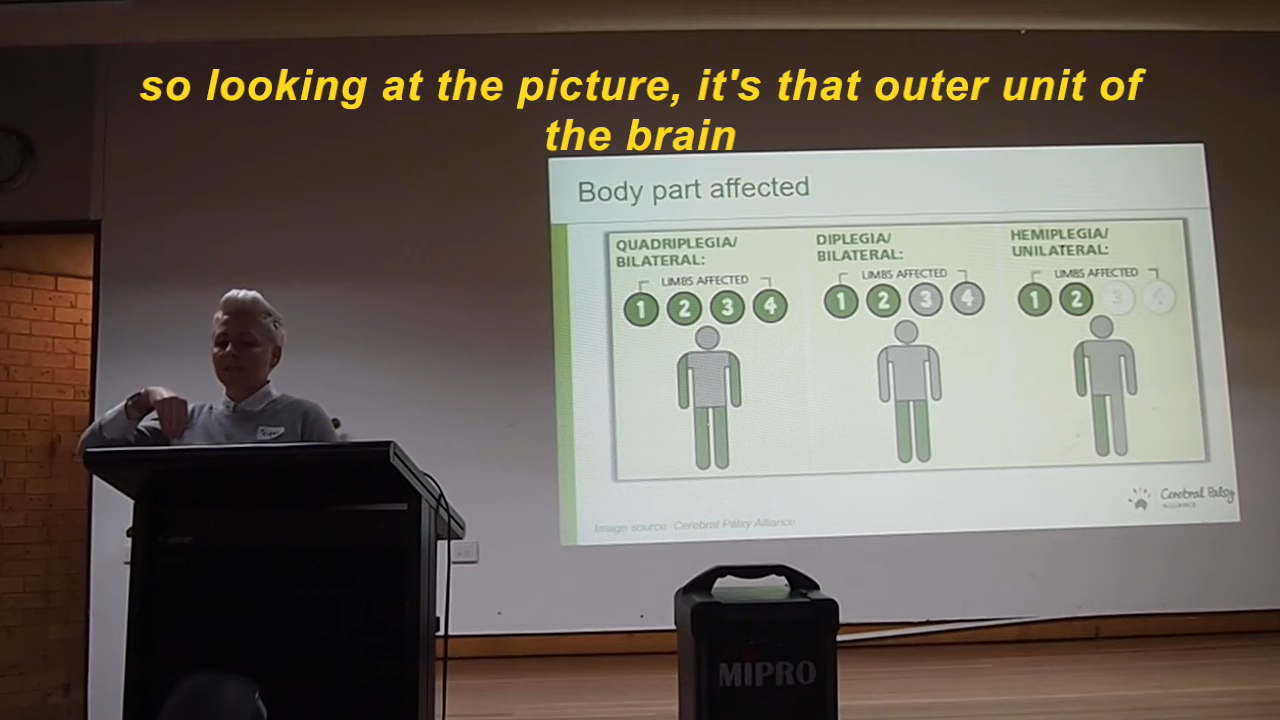 so looking at the picture, it's that outer unit of
the brain
Body part affected
QUADRIPLEGIA/
BILATERAL:
LIMBS AFFECTED
1 2 3 4
DIPLEGIA/
BILATERAL:
LIMBS AFFECTED
1 2 3 4
HEMIPLEGIA/
UNILATERAL:
LIMBS AFFECTED
1 2 3 4
Image source: Cerebral Palsy Alliance
Cerebral Palsy
ALLIANCE
MIPRO